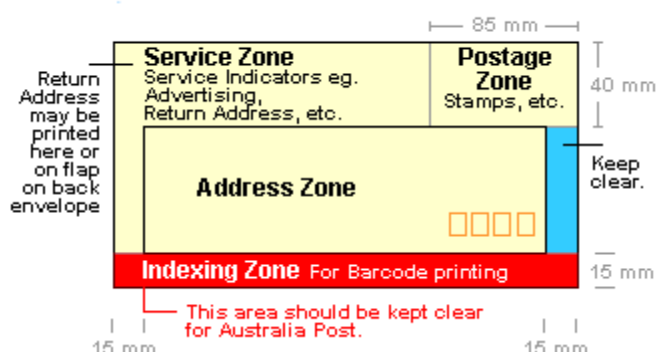 85 mm
Service Zone
Service Indicators eg.
Advertising,
Return Address, etc.
Postage
Zone
Stamps, etc.
40 mm
Return
Address
may be
printed
here or
on flap
on back
envelope
Address Zone
Keep
clear.
Indexing Zone For Barcode printing
15 mm
This area should be kept clear
for Australia Post.
15 mm
15 mm